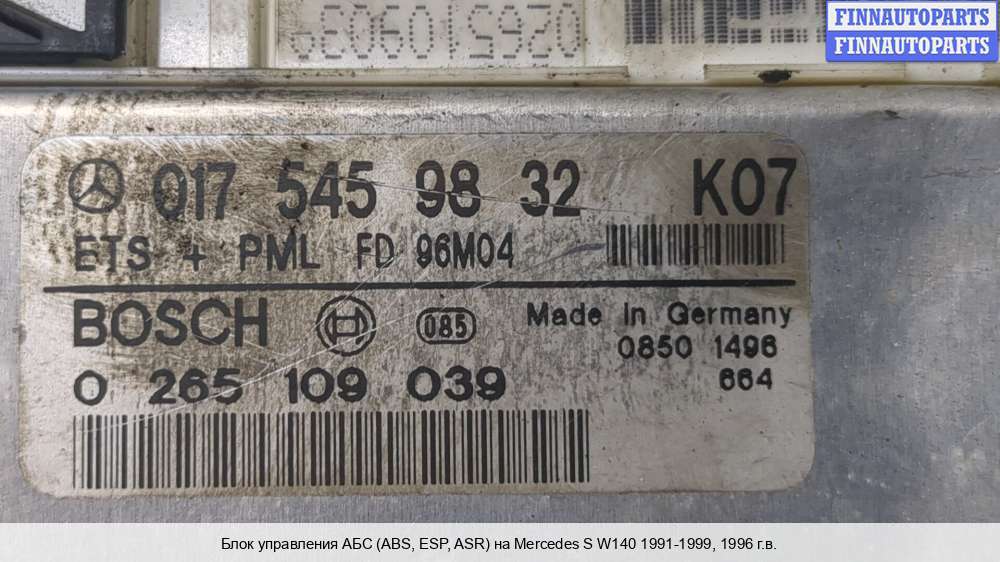 FINNAUTOPARTS
FINNAUTOPARTS
0265109039
017 545 98 32 K07
ETS + PML FD 96M04
BOSCH 085 Made In Germany
0850 1496
0 265 109 039 664
Блок управления АБС (ABS, ESP, ASR) на Mercedes S W140 1991-1999, 1996 г.в.